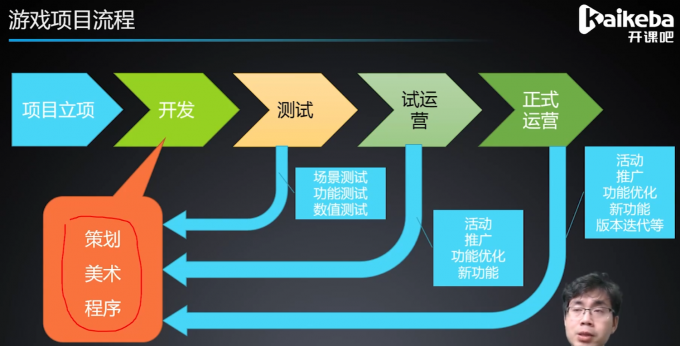 游戏项目流程
Kaikeba
开课吧
项目立项
开发
测试
试运
营
正式
运营
场景测试
功能测试
数值测试
活动
推广
功能优化
新功能
活动
推广
功能优化
新功能
版本迭代等
策划
美术
程序